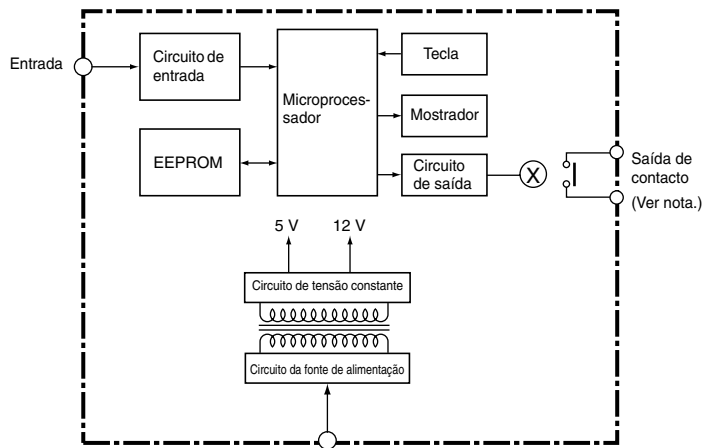 Entrada
Circuito de
entrada
Microproces-
sador
Tecla
Mostrador
EEPROM
Circuito
de saída
X
Saída de
contacto
(Ver nota.)
5 V
12 V
Circuito de tensão constante
Circuito da fonte de alimentação